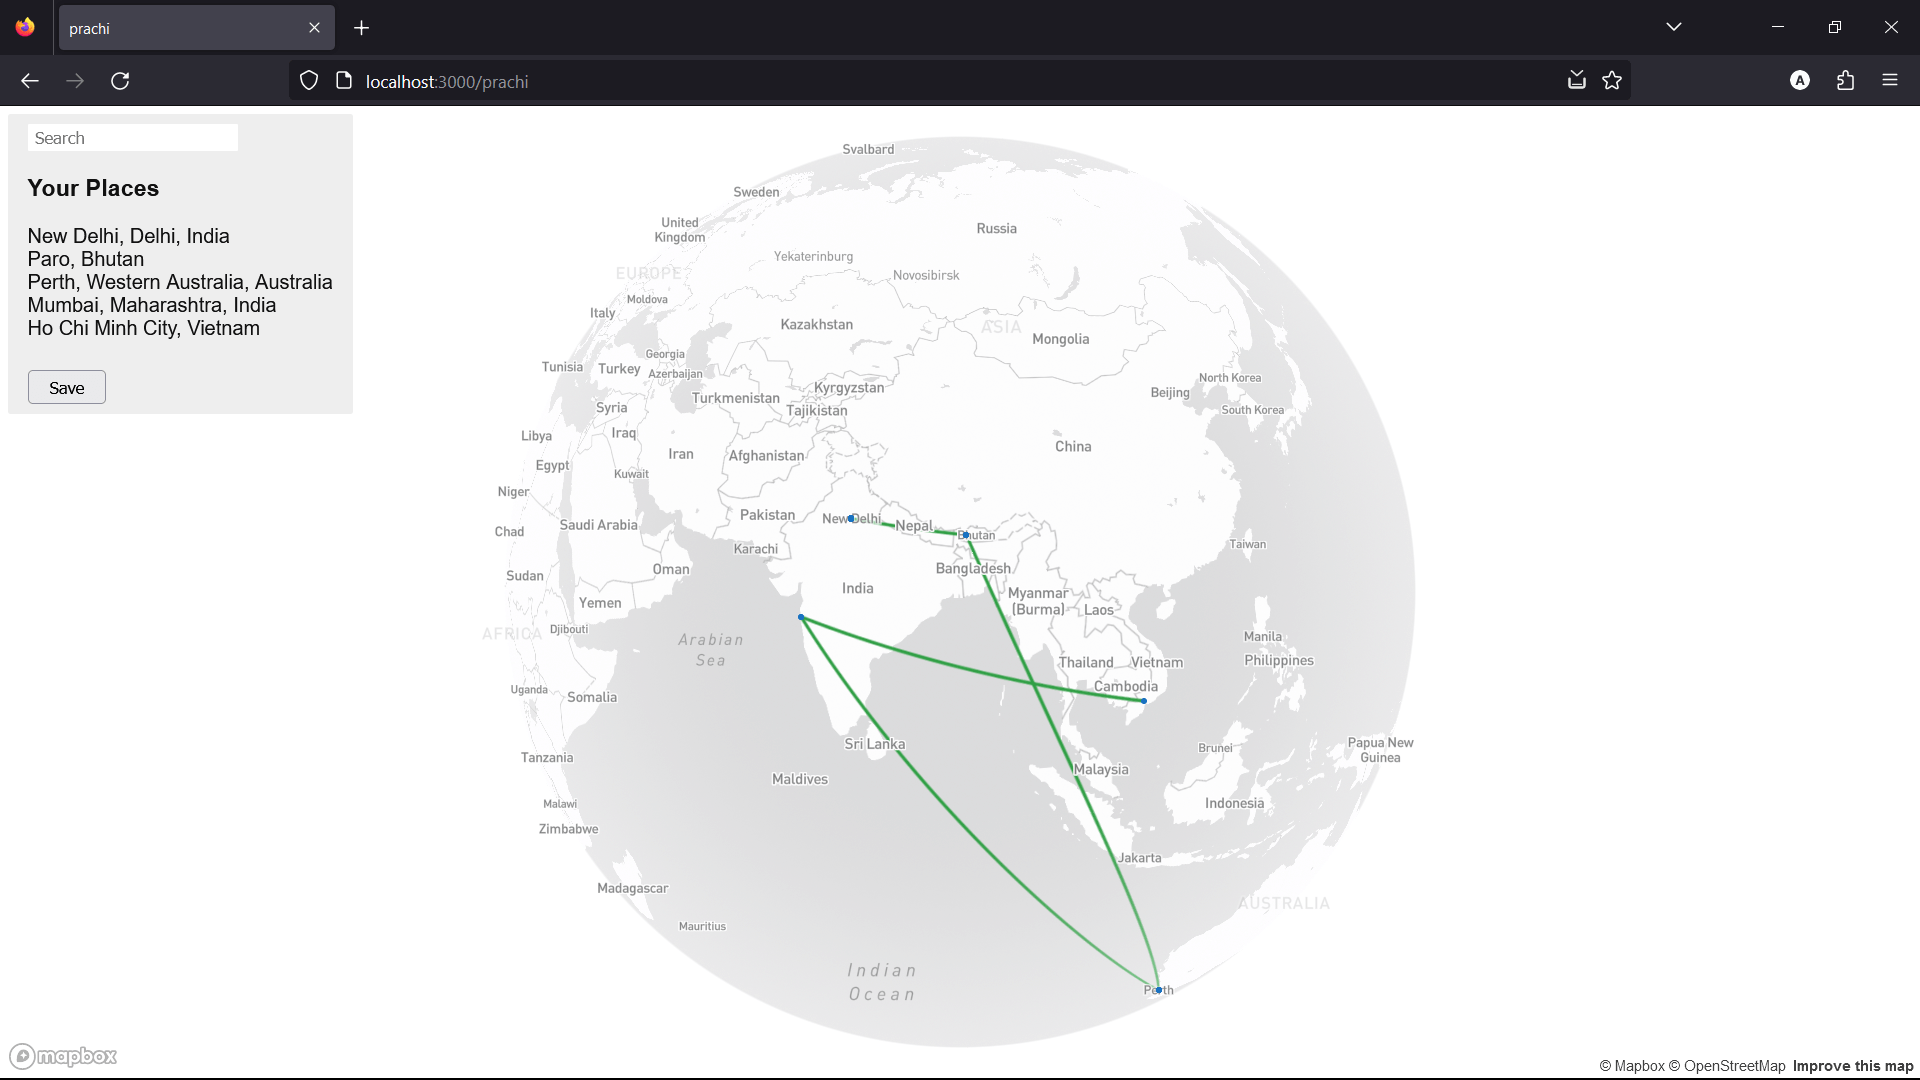 prachi
localhost:3000/prachi
A
Search
Your Places
New Delhi, Delhi, India
Paro, Bhutan
Perth, Western Australia, Australia
Mumbai, Maharashtra, India
Ho Chi Minh City, Vietnam
Save
Svalbard
Sweden
United
Kingdom
Russia
Yekaterinburg
EUROPE
Novosibirsk
Moldova
Italy
Kazakhstan
ASIA
Mongolia
Georgia
Tunisia
Turkey
Azerbaijan
North Korea
Kyrgyzstan
Beijing
Turkmenistan
Syria
Tajikistan
South Korea
Iraq
Libya
China
Iran
Afghanistan
Egypt
Kuwait
Niger
Pakistan
New Delhi
Nepal
Saudi Arabia
Chad
Bhutan
Karachi
Taiwan
Oman
Bangladesh
Sudan
India
Myanmar
(Burma)
Yemen
Laos
AFRICA
Djibouti
Arabian
Sea
Manila
Thailand
Vietnam
Philippines
Uganda
Cambodia
Somalia
Sri Lanka
Papua New
Guinea
Brunei
Tanzania
Malaysia
Maldives
Malawi
Indonesia
Zimbabwe
Jakarta
Madagascar
AUSTRALIA
Mauritius
Indian
Ocean
Perth
mapbox
© Mapbox © OpenStreetMap Improve this map